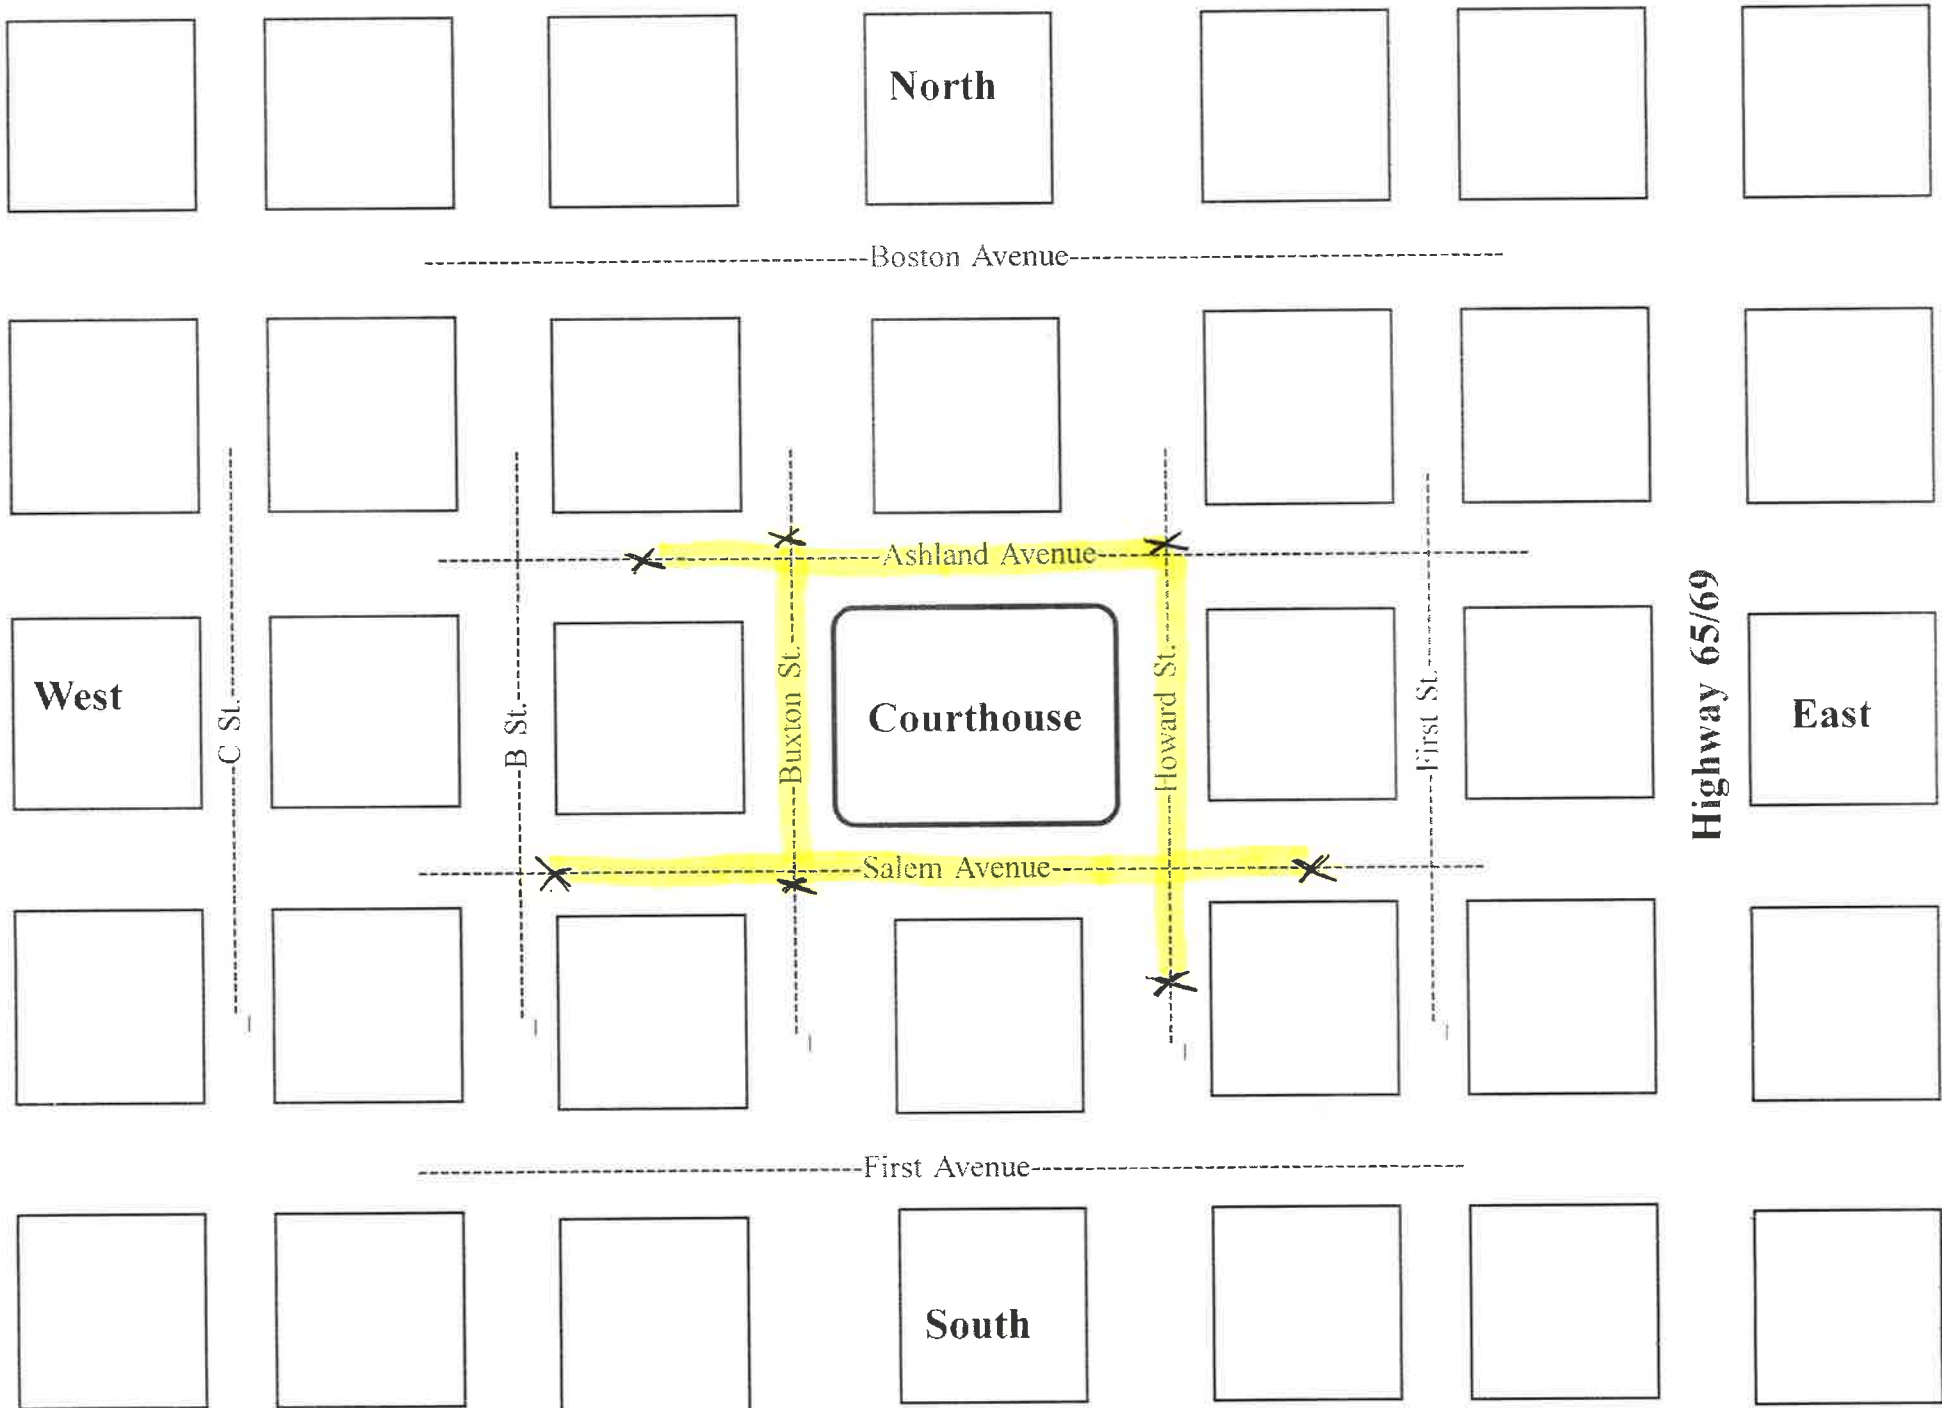 North
Boston Avenue
Ashland Avenue
West
C St.
B St.
Buxton St.
Courthouse
Howard St.
First St.
Highway 65/69
East
Salem Avenue
First Avenue
South